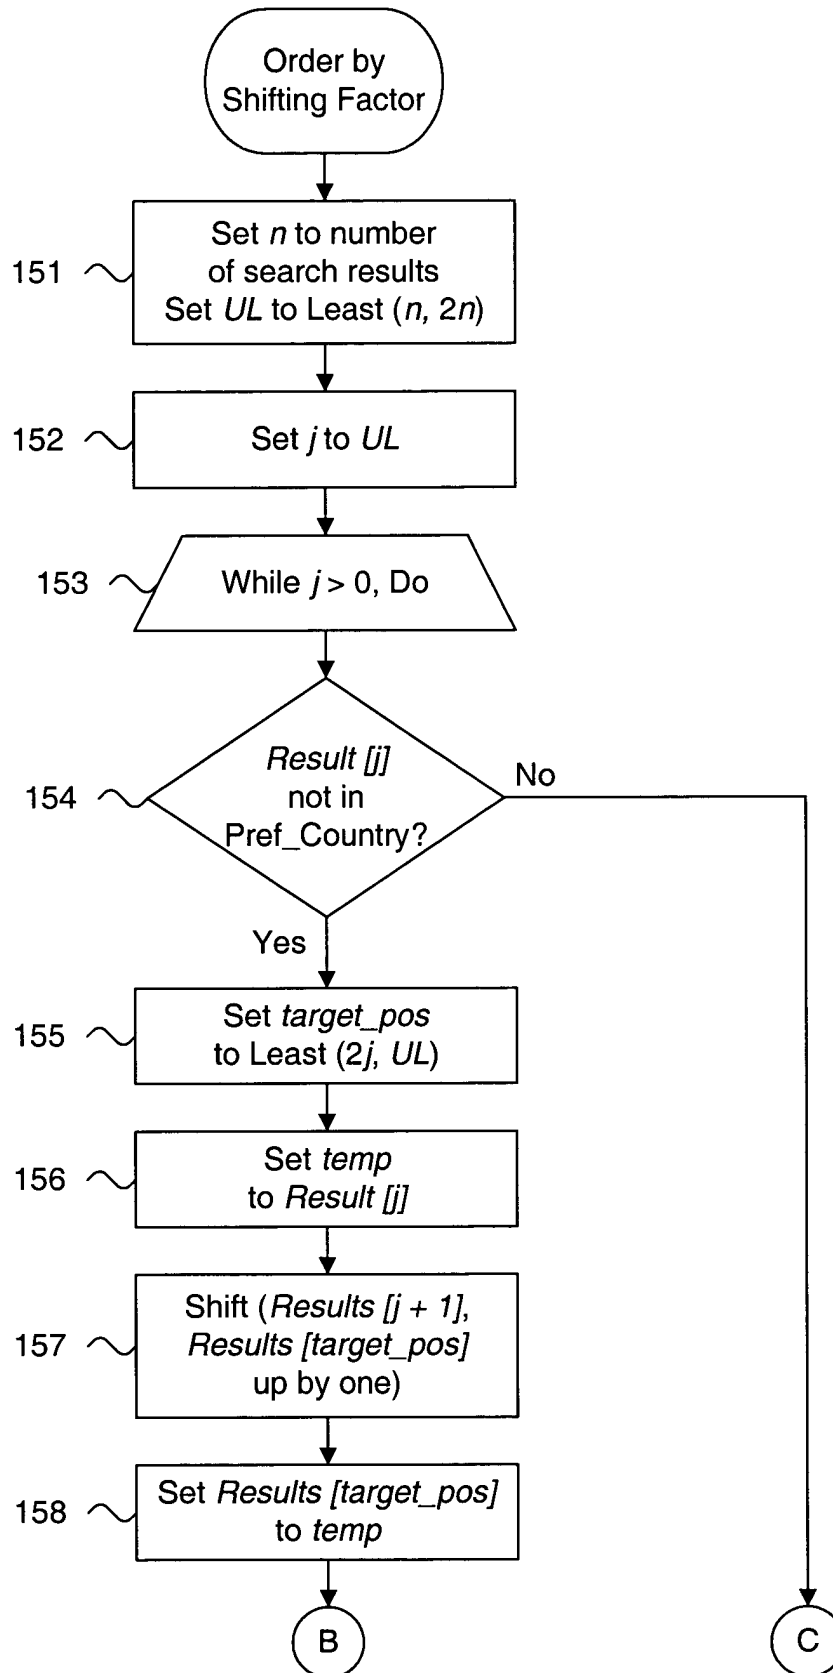 Order by
Shifting Factor
151
Set n to number
of search results
Set UL to Least (n, 2n)
152
Set j to UL
153
While j > 0, Do
154
Result [j]
not in
Pref_Country?
No
Yes
155
Set target_pos
to Least (2j, UL)
156
Set temp
to Result [j]
157
Shift (Results [j + 1],
Results [target_pos]
up by one)
158
Set Results [target_pos]
to temp
B
C